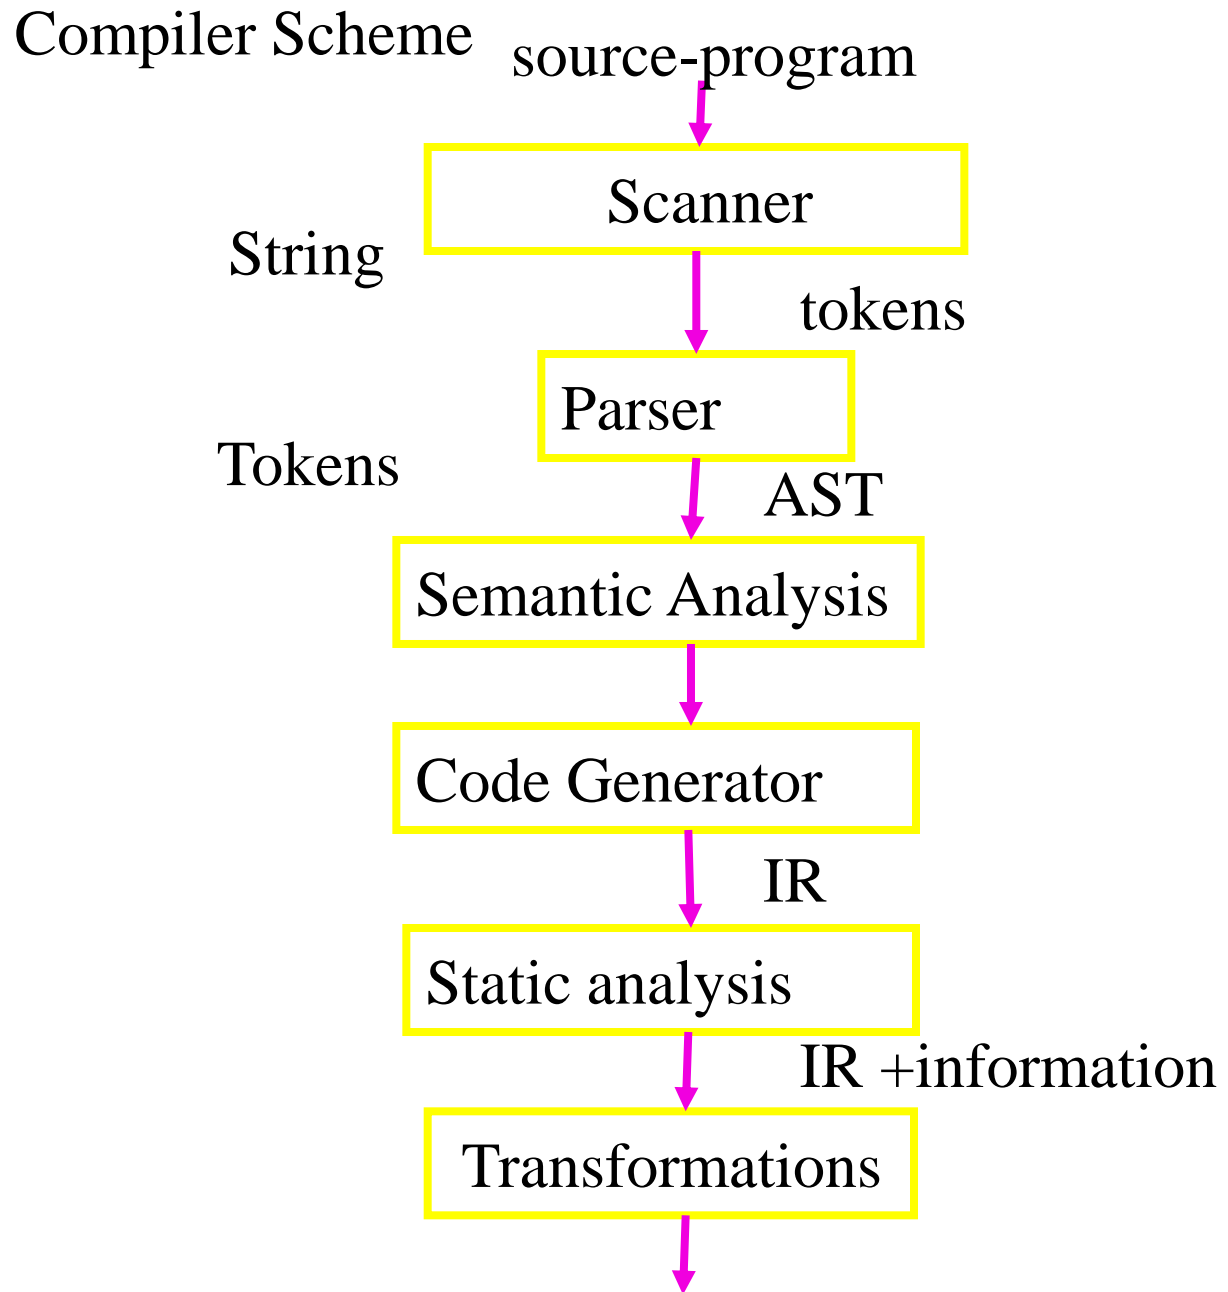 Compiler Scheme
source-program
Scanner
String
tokens
Parser
Tokens
AST
Semantic Analysis
Code Generator
IR
Static analysis
IR +information
Transformations